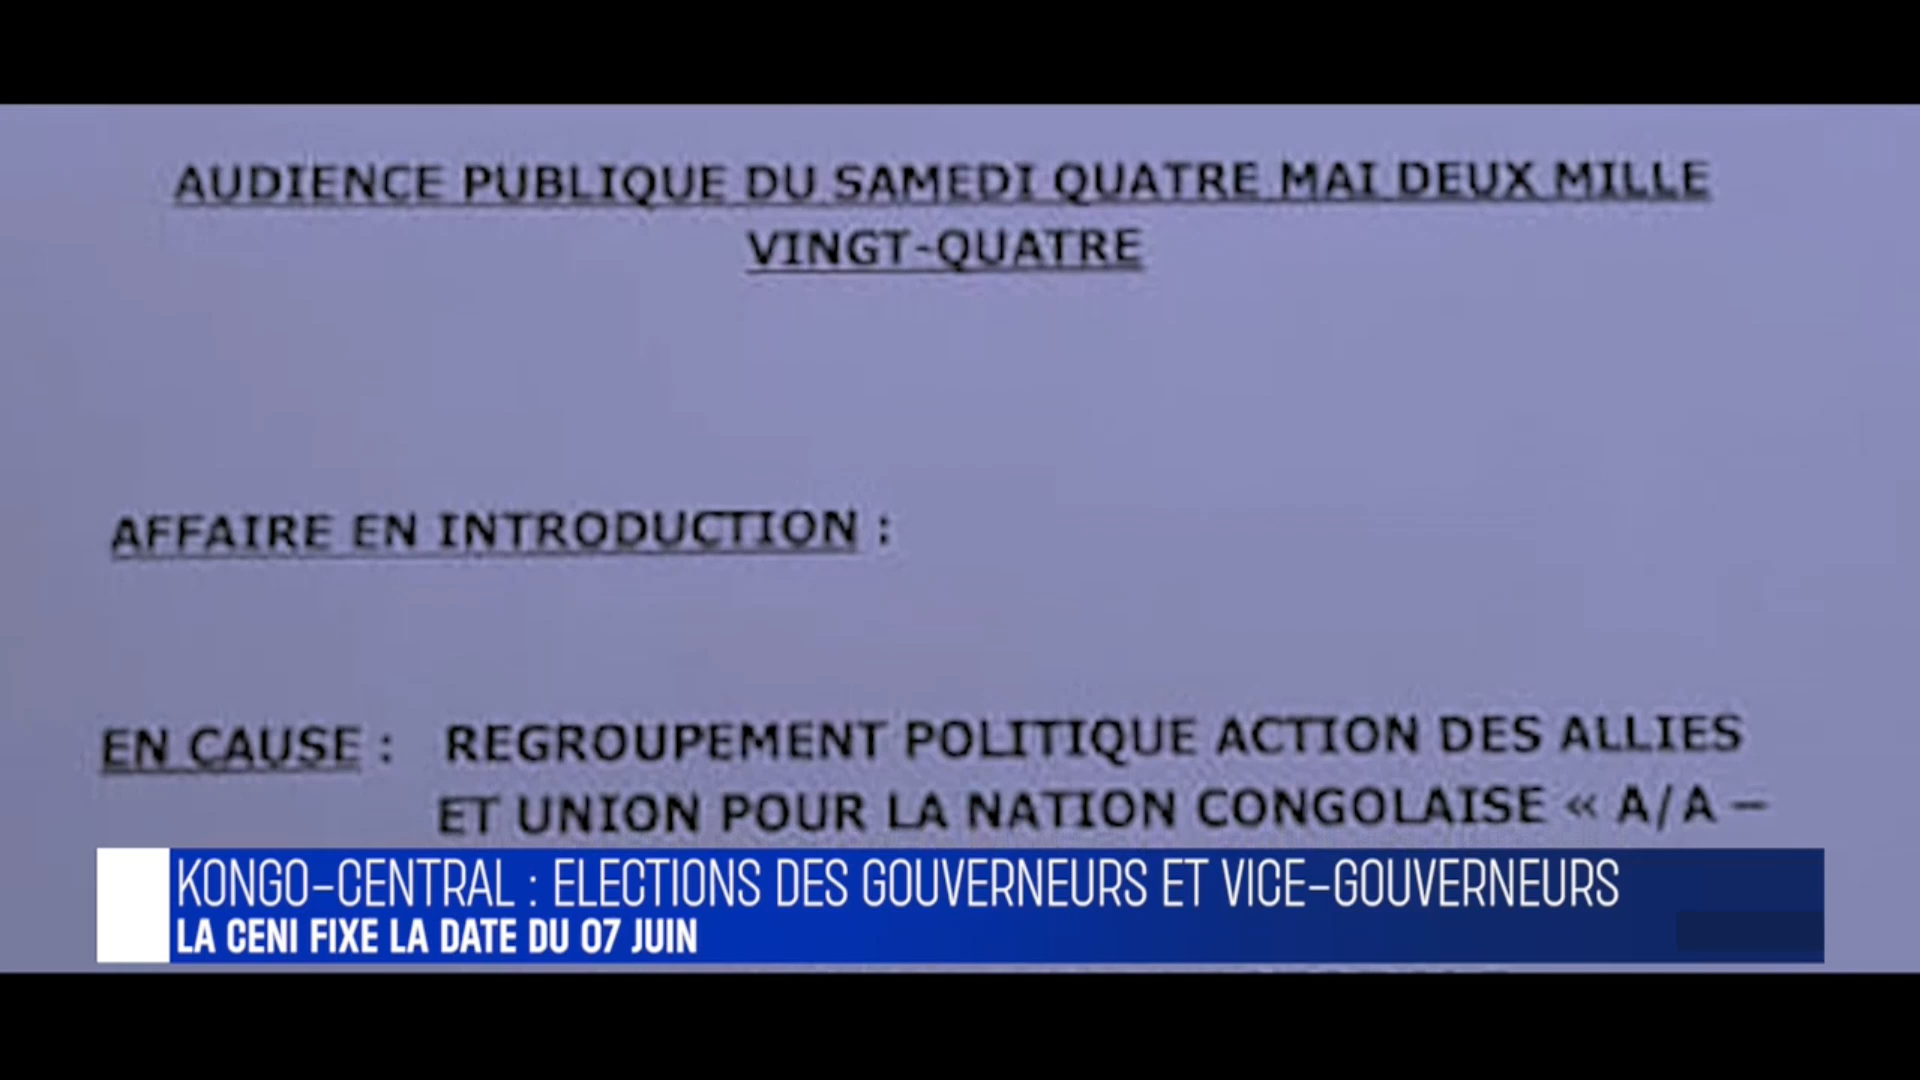 AUDIENCE PUBLIQUE DU SAMEDI QUATRE MAI DEUX MILLE
VINGT-QUATRE
AFFAIRE EN INTRODUCTION :
EN CAUSE : REGROUPEMENT POLITIQUE ACTION DES ALLIES
ET UNION POUR LA NATION CONGOLAISE « A/A –
KONGO-CENTRAL : ELECTIONS DES GOUVERNEURS ET VICE-GOUVERNEURS
LA CENI FIXE LA DATE DU 07 JUIN